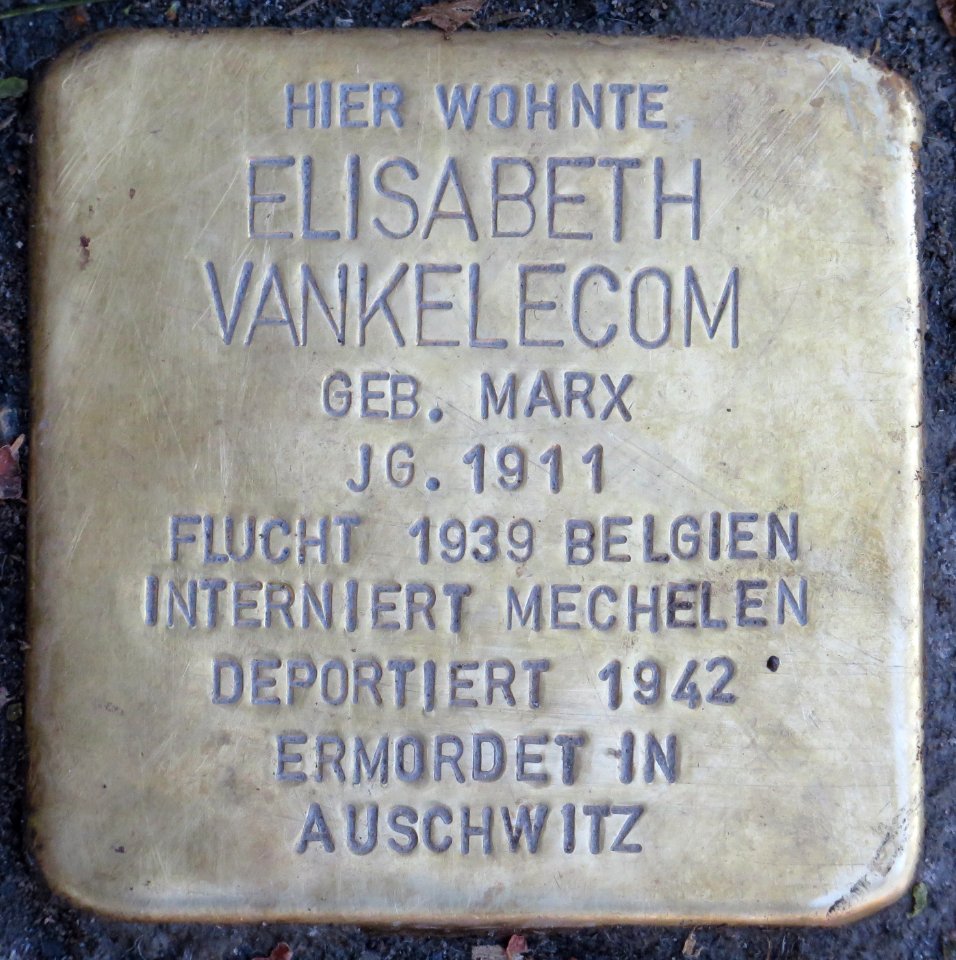 HIER WOHNTE
ELISABETH
VANKELECOM
GEB. MARX
JG. 1911
FLUCHT 1939 BELGIEN
INTERNIERT MECHELEN
DEPORTIERT 1942
ERMORDET IN
AUSCHWITZ